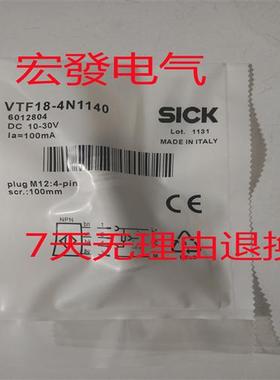 宏發电气
VTF18-4N1140
6012804
DC 10-30V
Ia=100mA
SICK
Lot. 1131
MADE IN ITALY
plug M12:4-pin
scr.:100mm
CE
NPN
7天无理由退换